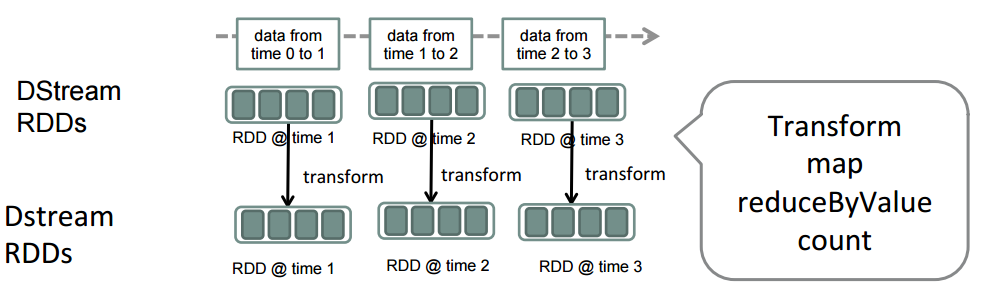 data from
time 0 to 1
data from
time 1 to 2
data from
time 2 to 3
DStream
RDDs
RDD @ time 1
RDD @ time 2
RDD @ time 3
transform
transform
transform
Dstream
RDDs
RDD @ time 1
RDD @ time 2
RDD @ time 3
Transform
map
reduceByValue
count